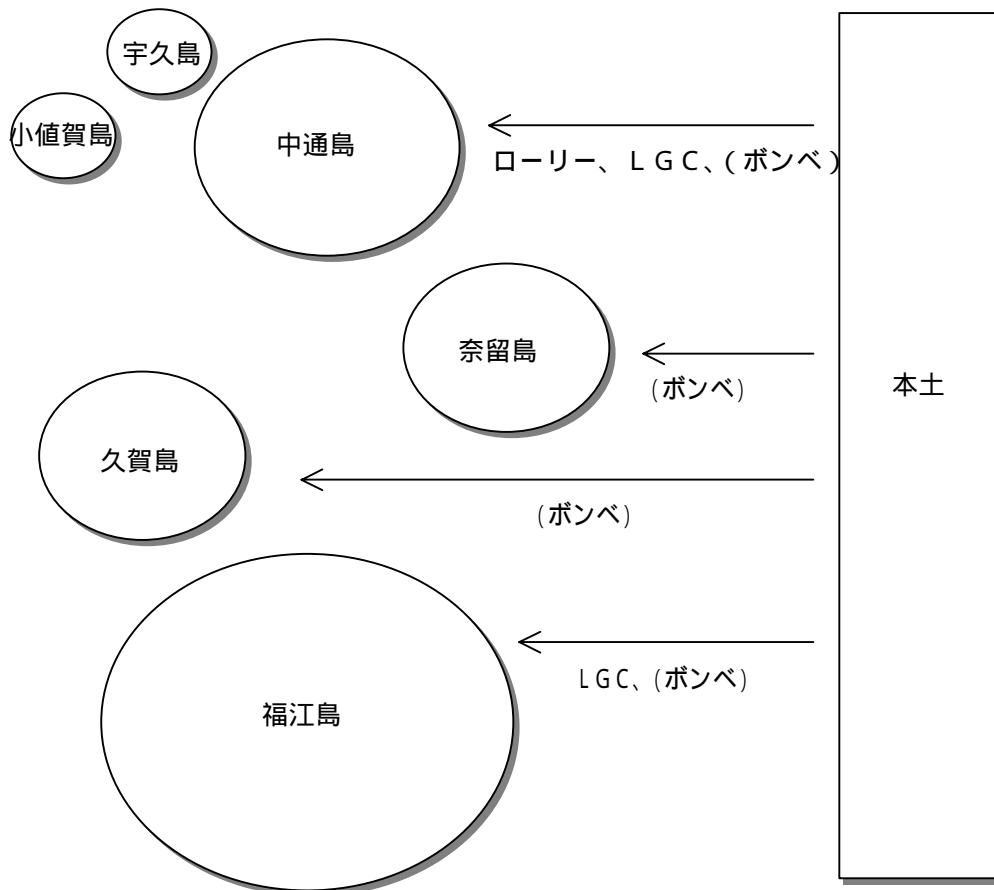 宇久島
小値賀島
中通島
ローリー、ＬＧＣ、（ボンベ）
奈留島
(ボンベ)
本土
久賀島
(ボンベ)
LGC、(ボンベ)
福江島